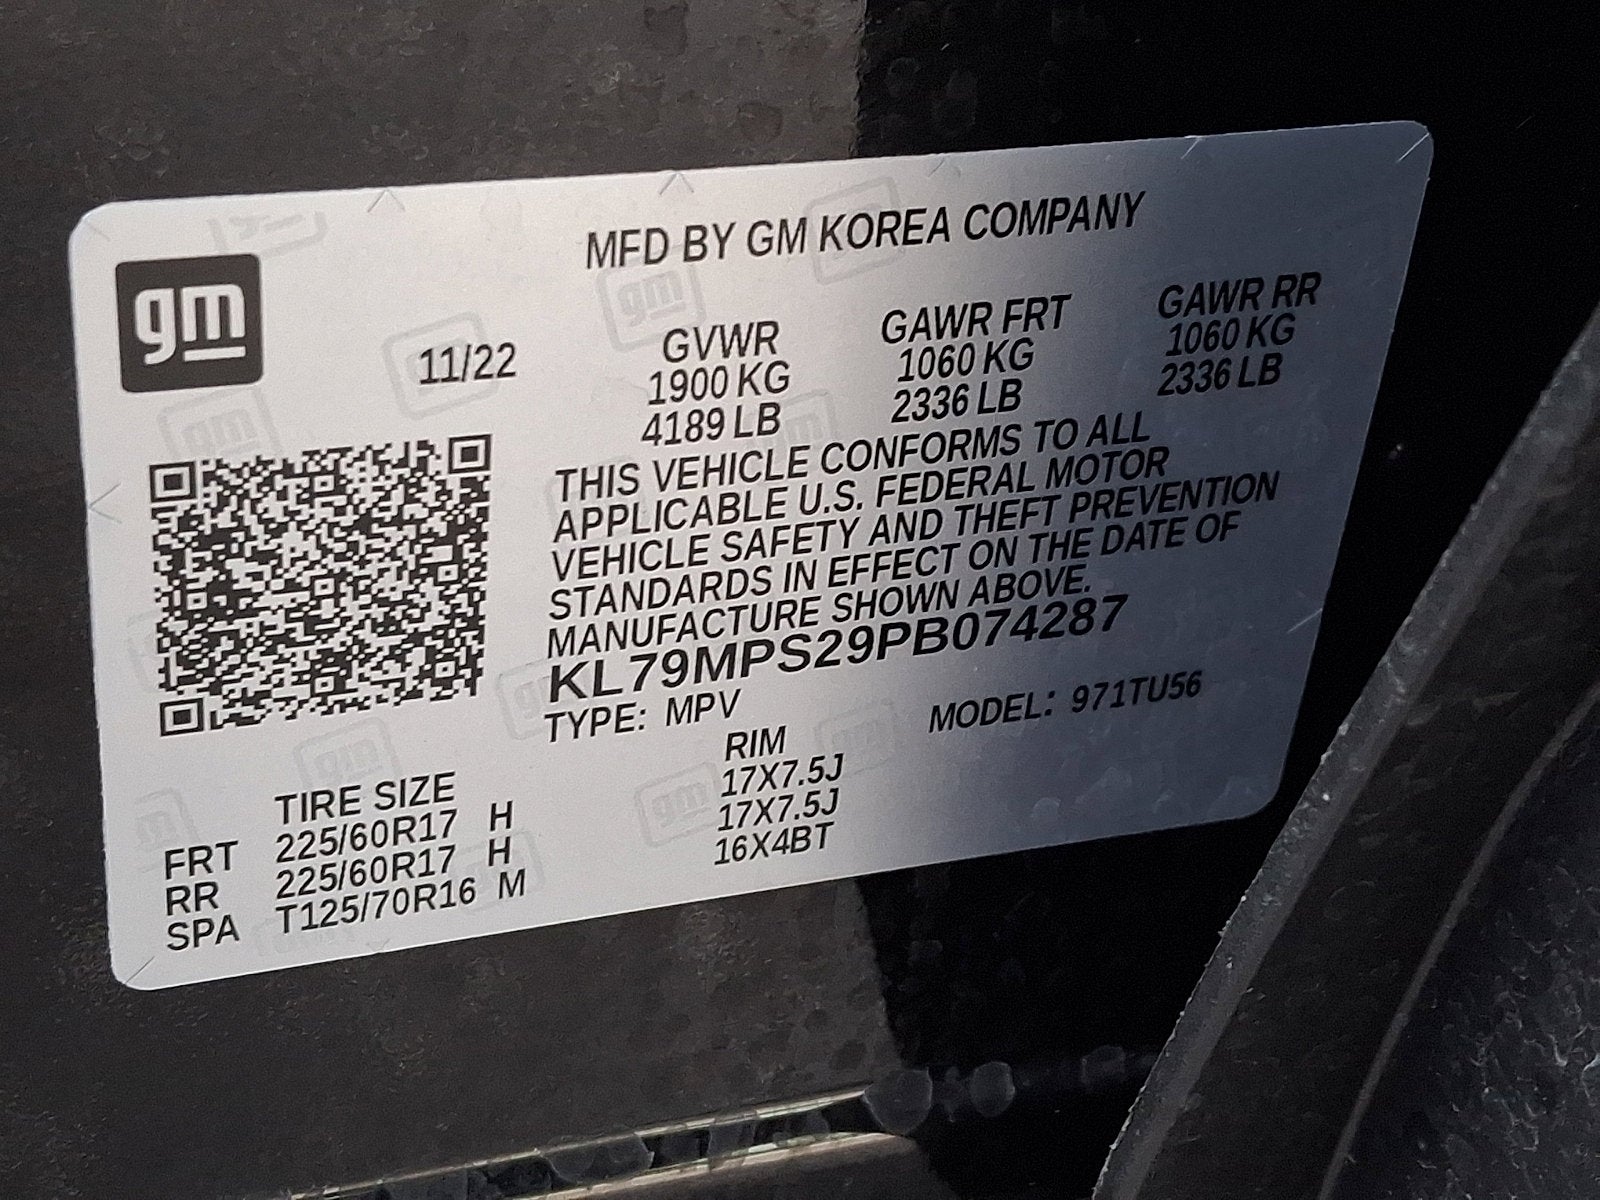 MFD BY GM KOREA COMPANY
gm
11/22
GVWR GAWR FRT GAWR RR
1900 KG 1060 KG 1060 KG
4189 LB 2336 LB 2336 LB
THIS VEHICLE CONFORMS TO ALL
APPLICABLE U.S. FEDERAL MOTOR
VEHICLE SAFETY AND THEFT PREVENTION
STANDARDS IN EFFECT ON THE DATE OF
MANUFACTURE SHOWN ABOVE.
KL79MPS29PB074287
TYPE: MPV MODEL: 971TU56
TIRE SIZE RIM
FRT 225/60R17 H 17X7.5J
RR 225/60R17 H 17X7.5J
SPA T125/70R16 M 16X4BT